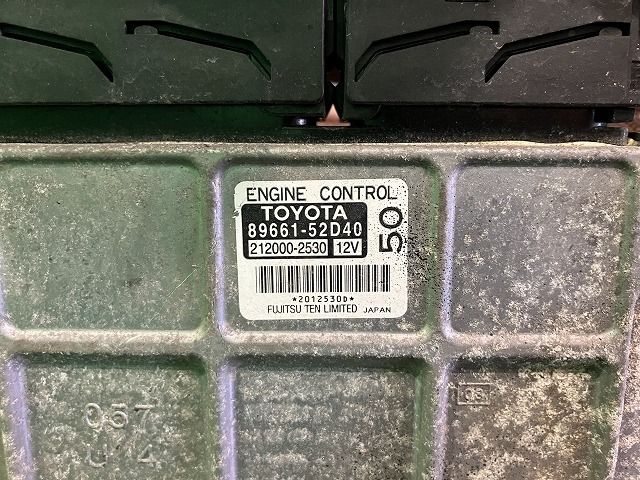 ENGINE CONTROL
TOYOTA
89661-52D40
212000-2530 12V
50
*2012530D*
FUJITSU TEN LIMITED JAPAN
057